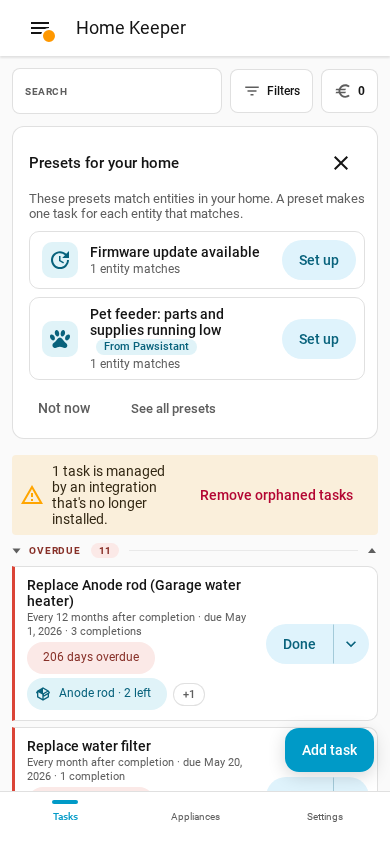 Home Keeper
SEARCH
Filters
0
Presets for your home
These presets match entities in your home. A preset makes
one task for each entity that matches.
Firmware update available
1 entity matches
Set up
Pet feeder: parts and
supplies running low
From Pawsistant
1 entity matches
Set up
Not now
See all presets
1 task is managed
by an integration
that's no longer
installed.
Remove orphaned tasks
OVERDUE
11
Replace Anode rod (Garage water
heater)
Every 12 months after completion · due May
1, 2026 · 3 completions
206 days overdue
Anode rod · 2 left
+1
Done
Replace water filter
Every month after completion · due May 20,
2026 · 1 completion
Add task
Tasks
Appliances
Settings